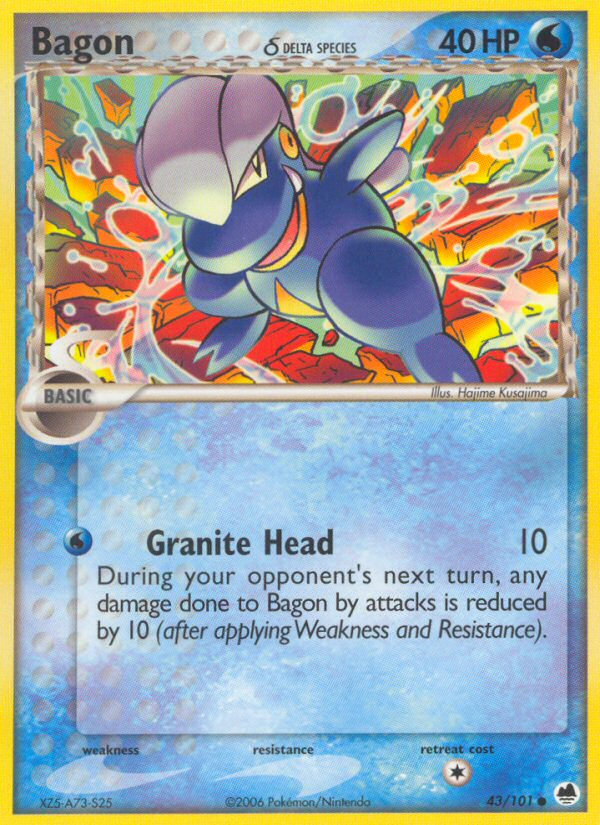 Bagon δ DELTA SPECIES 40 HP
BASIC
Illus. Hajime Kusajima
Granite Head 10
During your opponent's next turn, any
damage done to Bagon by attacks is reduced
by 10 (after applying Weakness and Resistance).
weakness resistance retreat cost
XZ5-A73-S25 ©2006 Pokémon/Nintendo 43/101